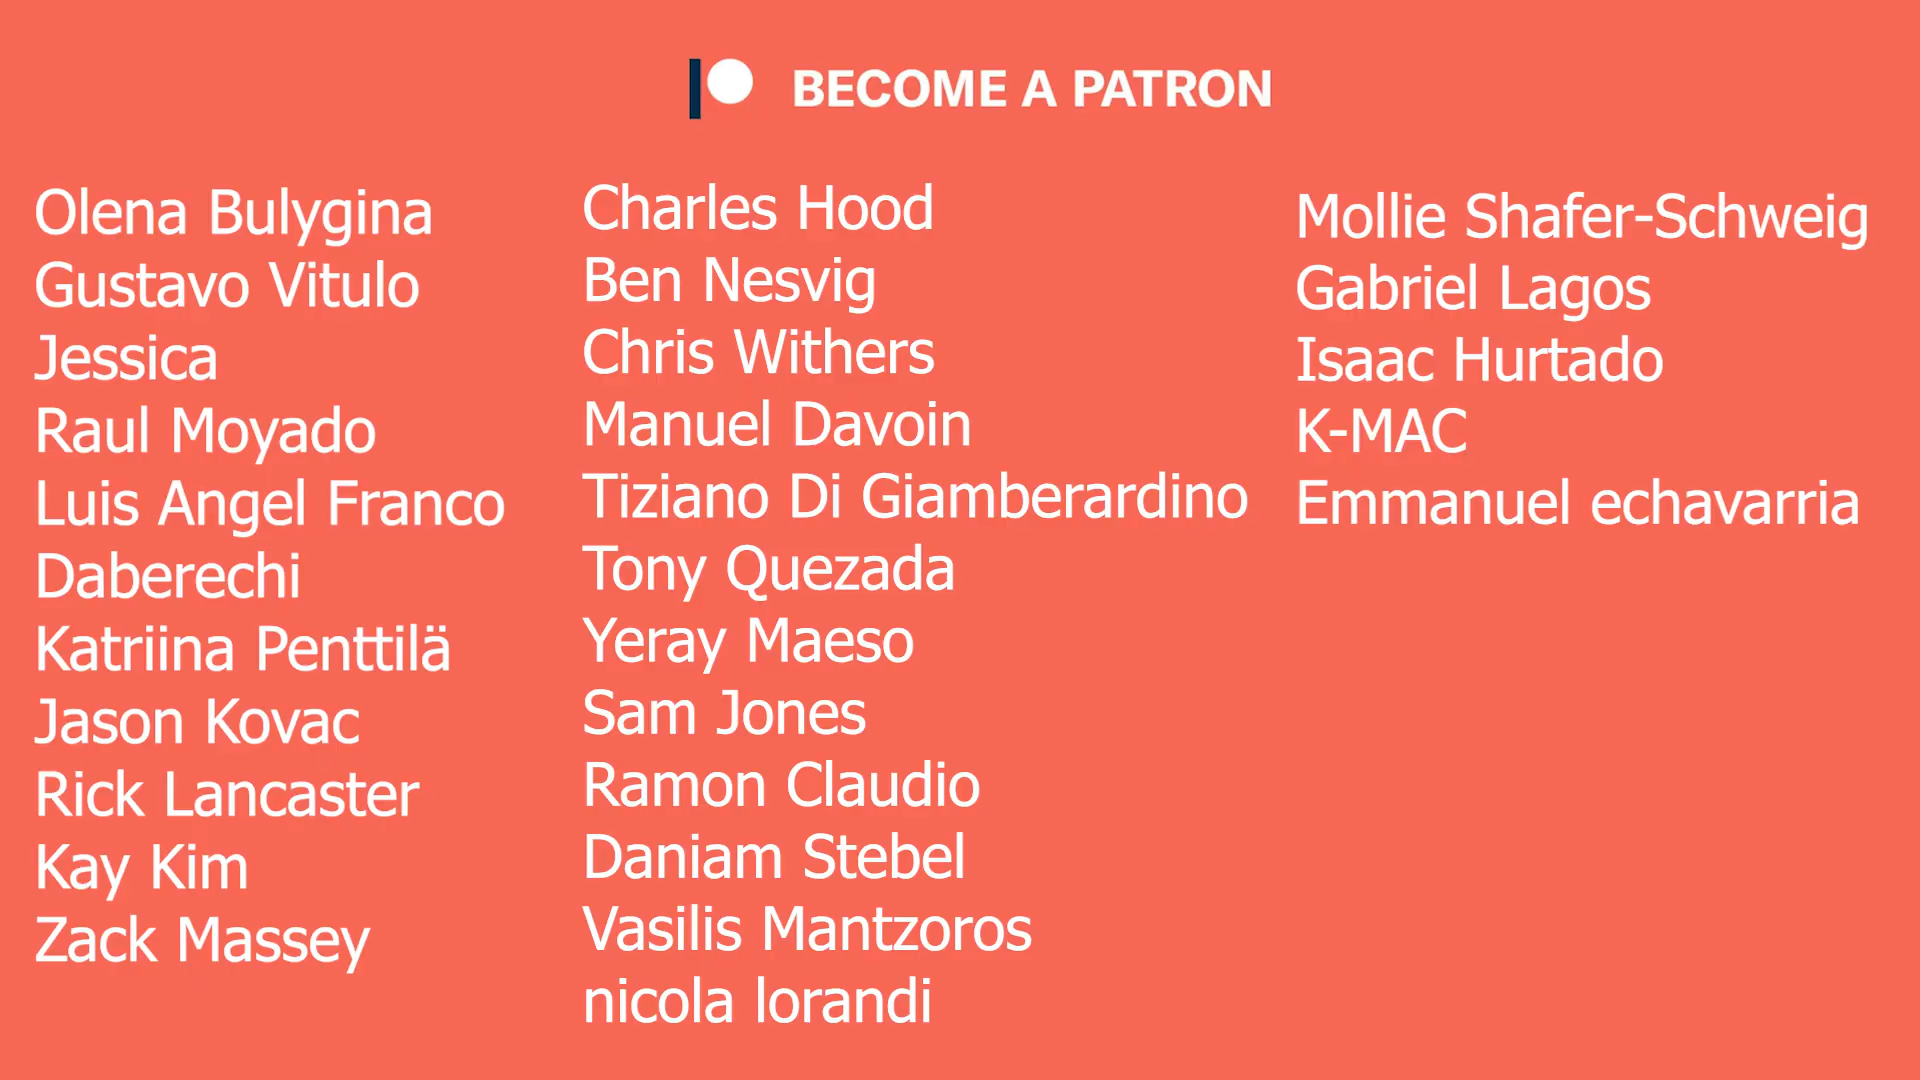 BECOME A PATRON
Olena Bulygina
Gustavo Vitulo
Jessica
Raul Moyado
Luis Angel Franco
Daberechi
Katriina Penttilä
Jason Kovac
Rick Lancaster
Kay Kim
Zack Massey
Charles Hood
Ben Nesvig
Chris Withers
Manuel Davoin
Tiziano Di Giamberardino
Tony Quezada
Yeray Maeso
Sam Jones
Ramon Claudio
Daniam Stebel
Vasilis Mantzoros
nicola lorandi
Mollie Shafer-Schweig
Gabriel Lagos
Isaac Hurtado
K-MAC
Emmanuel echavarria